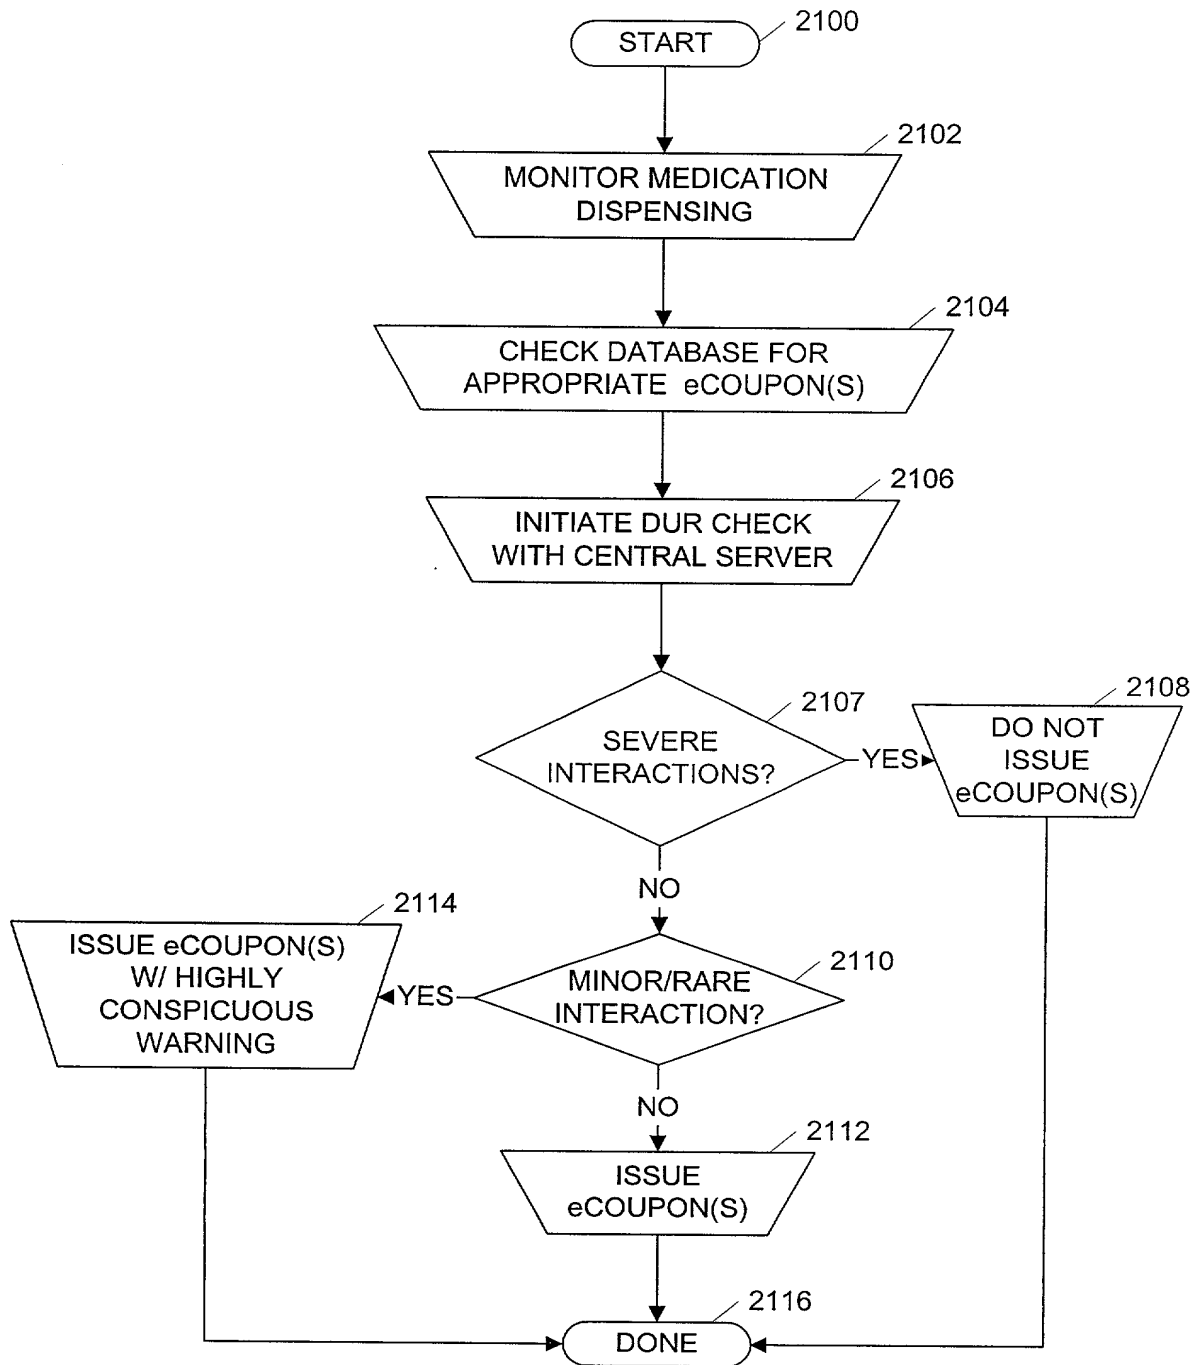 START
2100
2102
MONITOR MEDICATION
DISPENSING
2104
CHECK DATABASE FOR
APPROPRIATE eCOUPON(S)
2106
INITIATE DUR CHECK
WITH CENTRAL SERVER
2107
SEVERE
INTERACTIONS?
YES
2108
DO NOT
ISSUE
eCOUPON(S)
NO
2110
MINOR/RARE
INTERACTION?
YES
2114
ISSUE eCOUPON(S)
W/ HIGHLY
CONSPICUOUS
WARNING
NO
2112
ISSUE
eCOUPON(S)
2116
DONE